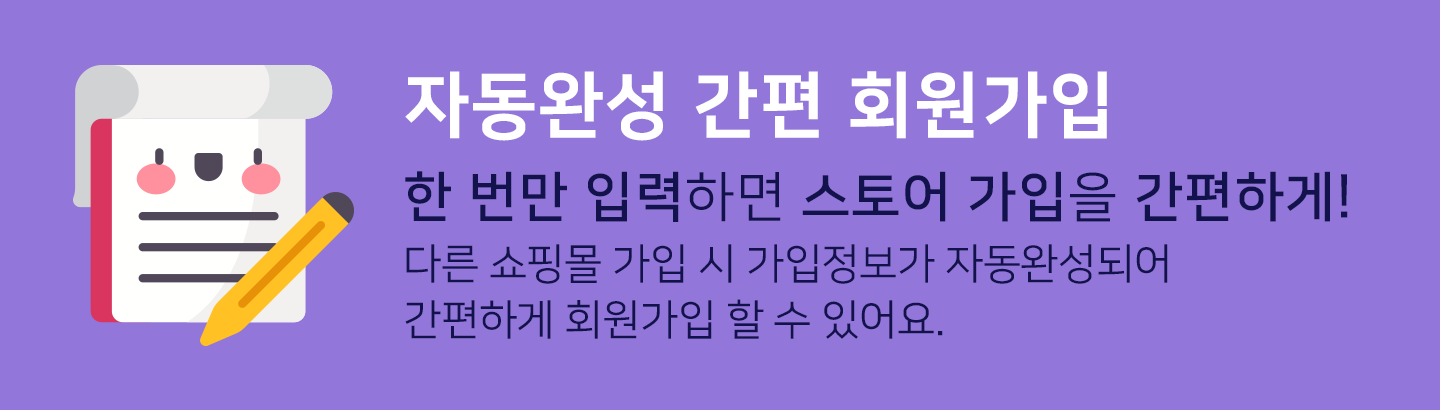 자동완성 간편 회원가입
한 번만 입력하면 스토어 가입을 간편하게!
다른 쇼핑몰 가입 시 가입정보가 자동완성되어
간편하게 회원가입 할 수 있어요.